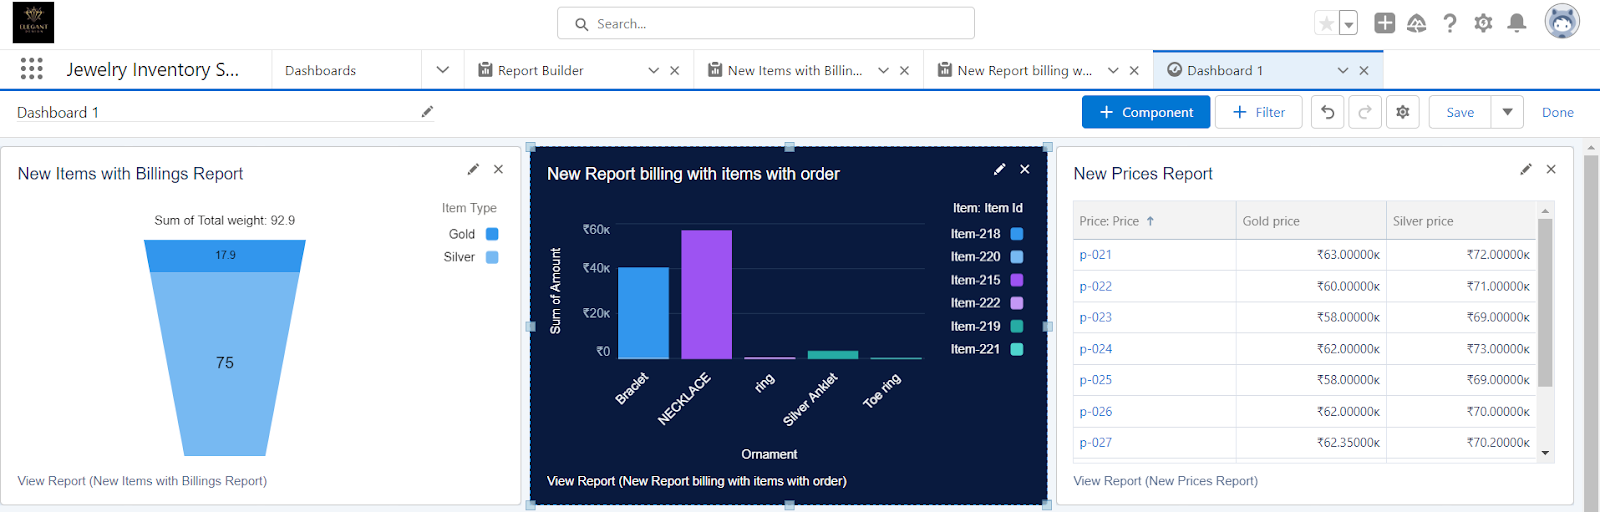 ELEGANT
DESIGN
Search...
Jewelry Inventory S...
Dashboards
Report Builder
New Items with Billin...
New Report billing w...
Dashboard 1
Dashboard 1
Component
Filter
Save
Done
New Items with Billings Report
Sum of Total weight: 92.9
17.9
75
Item Type
Gold
Silver
View Report (New Items with Billings Report)
New Report billing with items with order
Sum of Amount
₹60K
₹40K
₹20K
₹0
Braclet
NECKLACE
ring
Silver Anklet
Toe ring
Ornament
Item: Item Id
Item-218
Item-220
Item-215
Item-222
Item-219
Item-221
View Report (New Report billing with items with order)
New Prices Report
Price: Price ↑ Gold price Silver price
p-021 ₹63.00000K ₹72.00000K
p-022 ₹60.00000K ₹71.00000K
p-023 ₹58.00000K ₹69.00000K
p-024 ₹62.00000K ₹73.00000K
p-025 ₹58.00000K ₹69.00000K
p-026 ₹62.00000K ₹70.00000K
p-027 ₹62.35000K ₹70.20000K
View Report (New Prices Report)